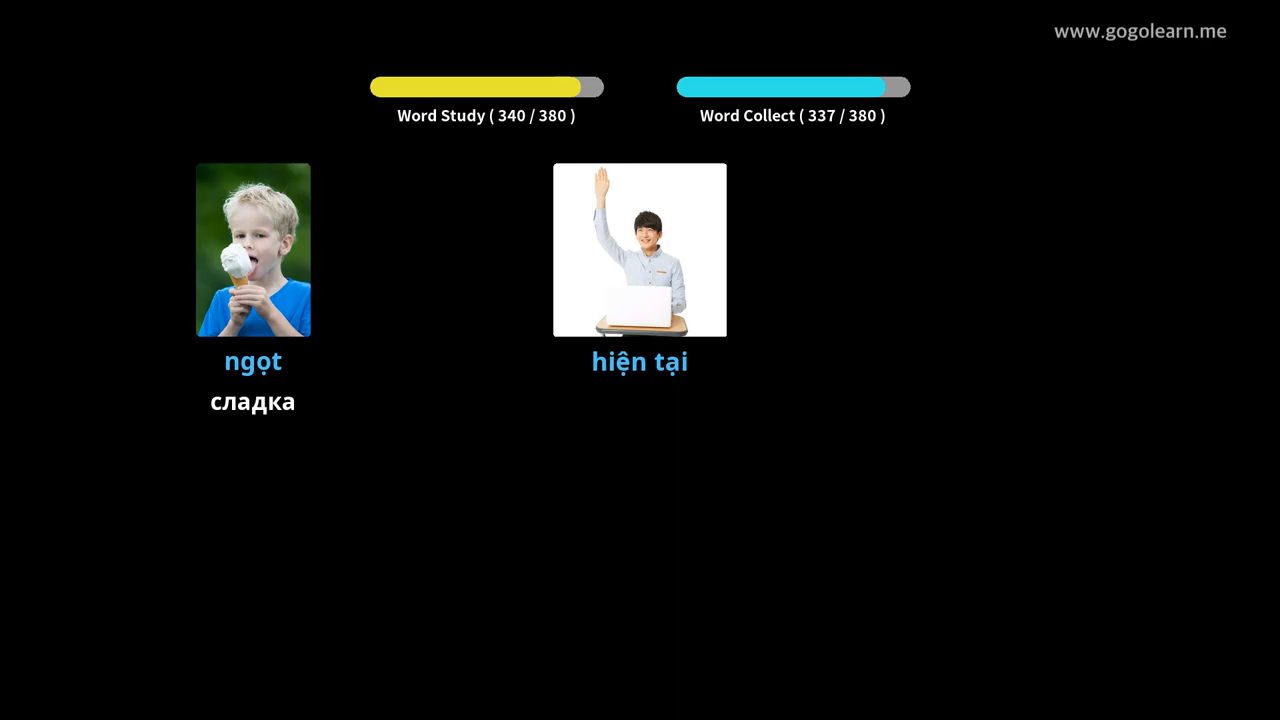 www.gogolearn.me
Word Study ( 340 / 380 )
Word Collect ( 337 / 380 )
ngọt
hiện tại
сладка